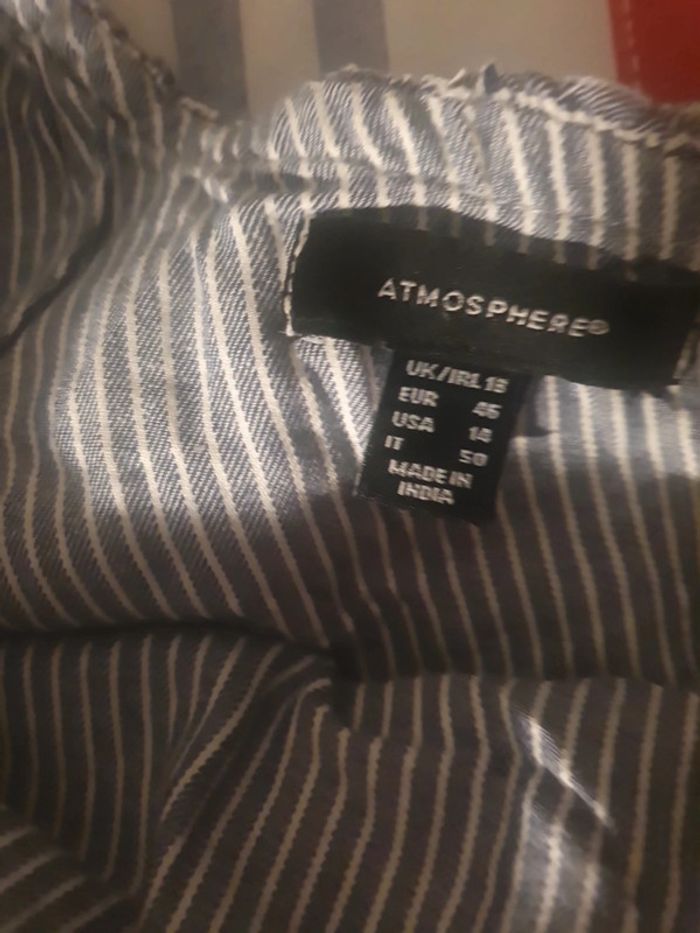 ATMOSPHERE®
UK/IRL 18
EUR 46
USA 14
IT 50
MADE IN
INDIA